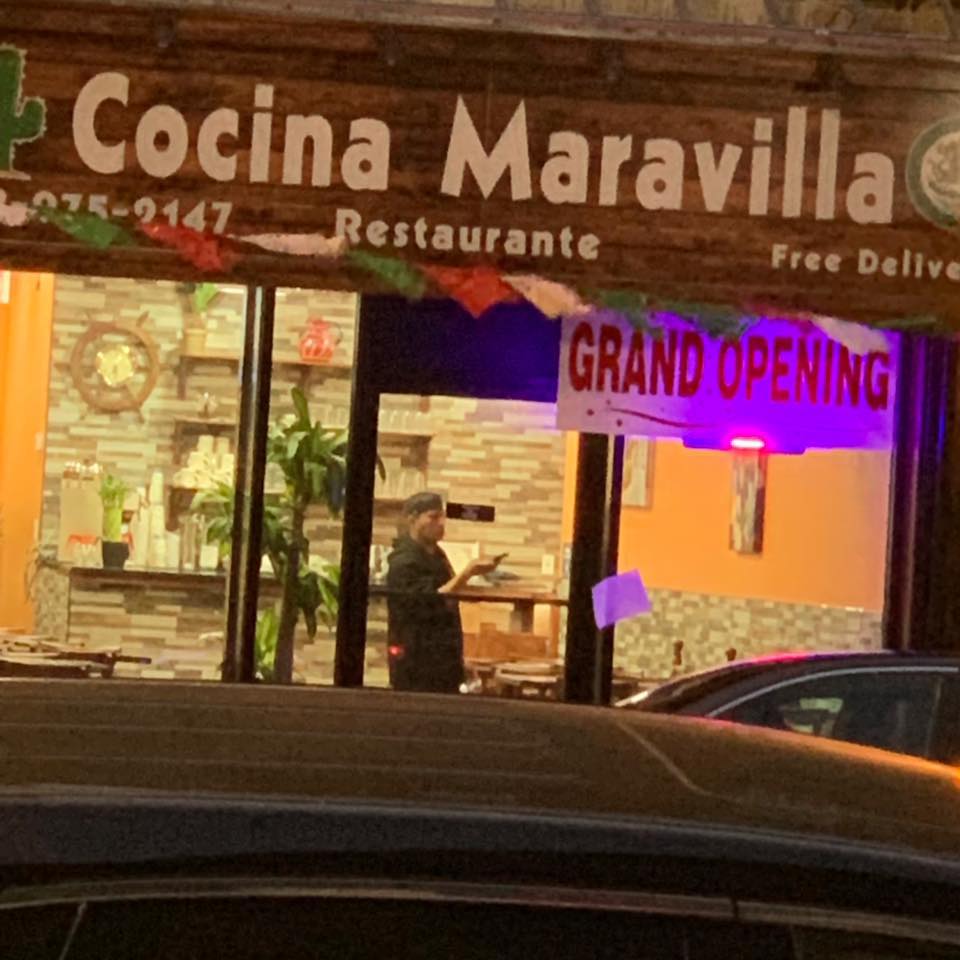 Cocina Maravilla
-975-2147
Restaurante
Free Delive
GRAND OPENING